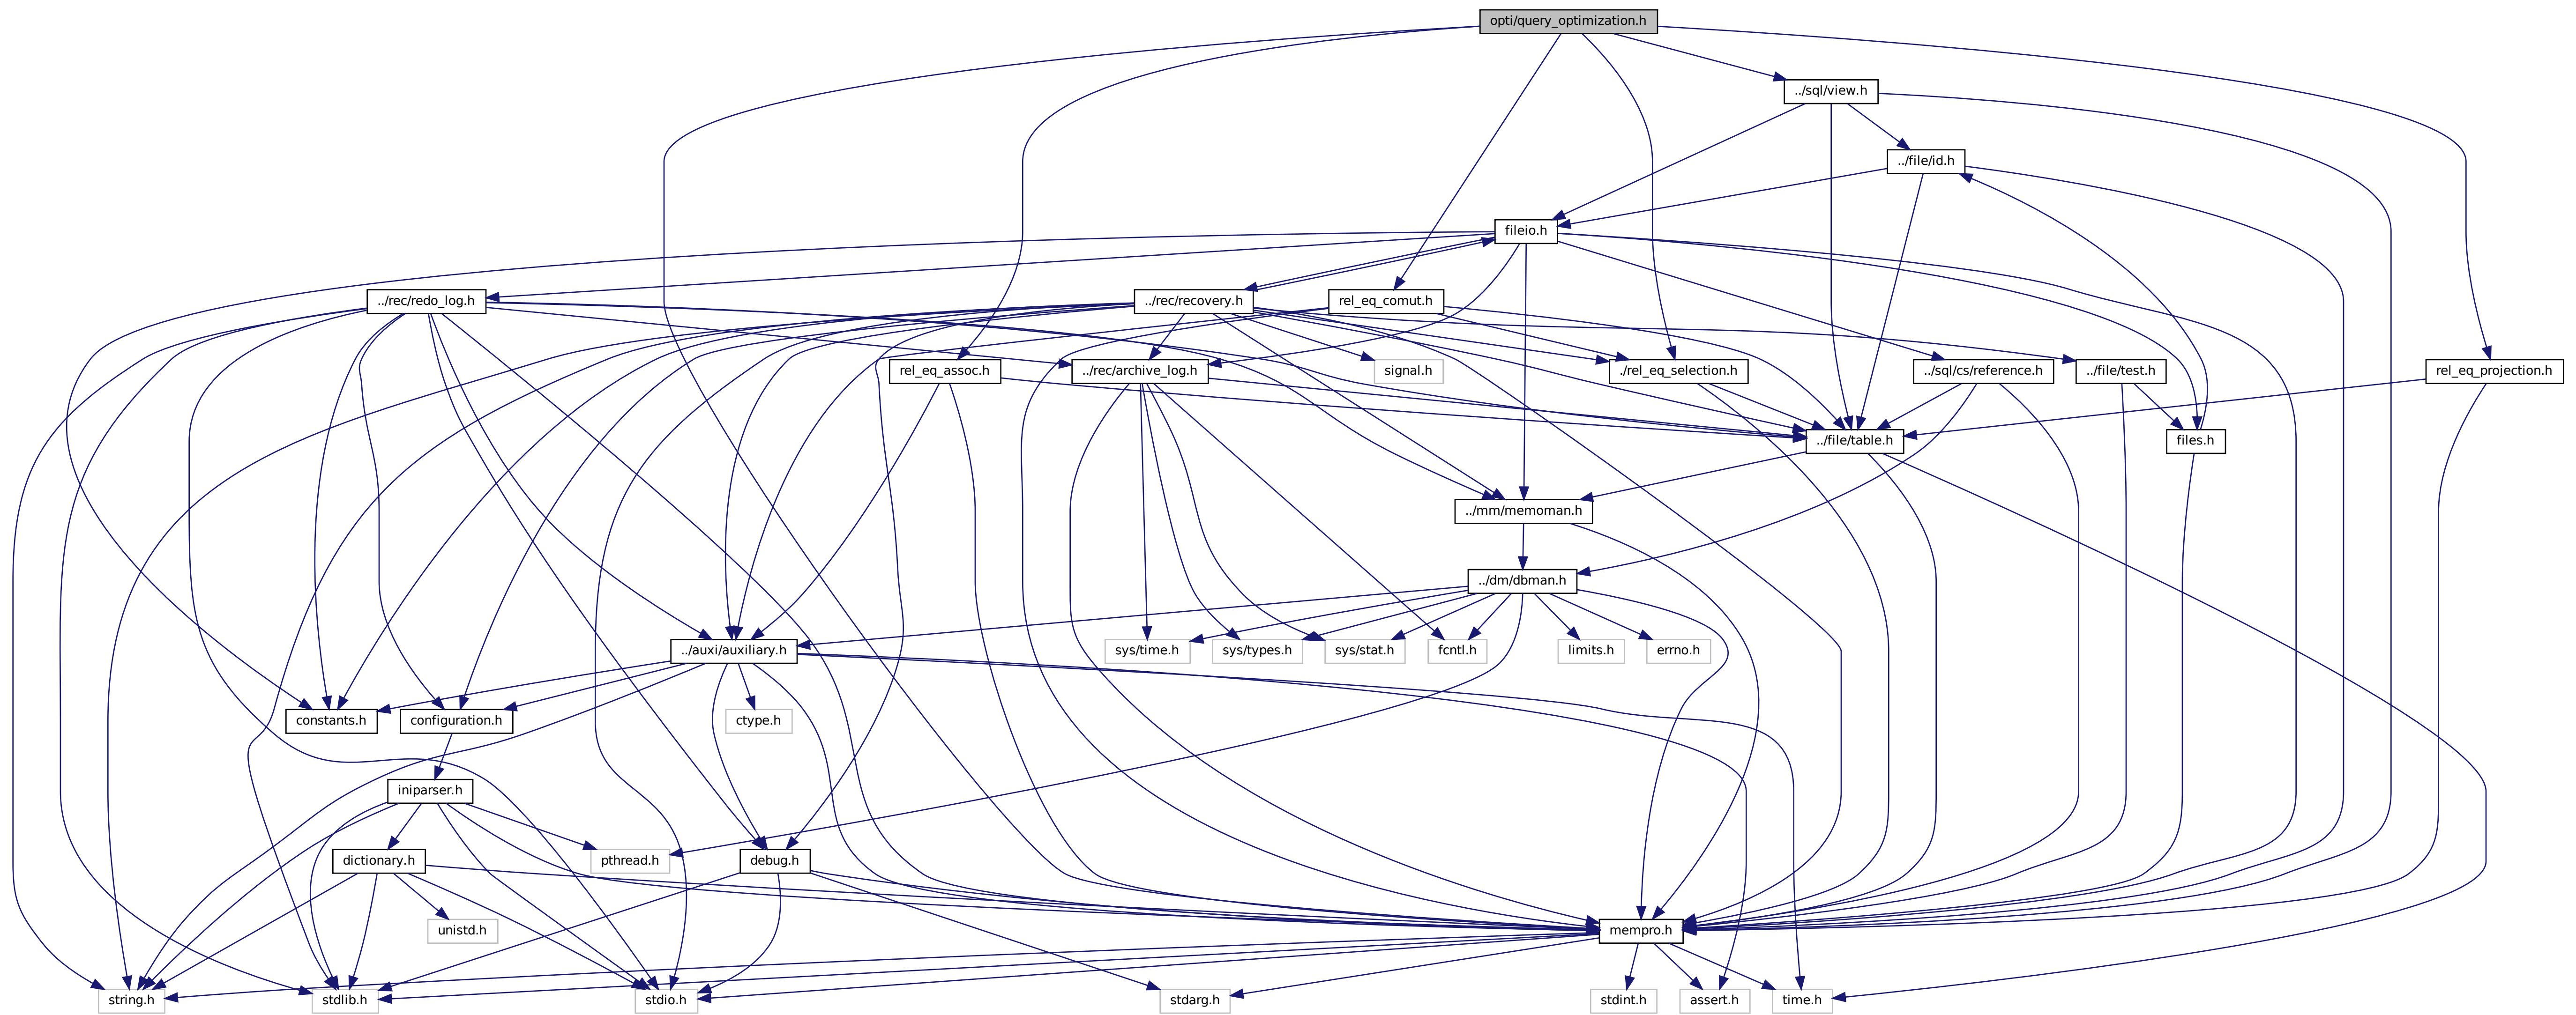 opti/query_optimization.h
../sql/view.h
../file/id.h
fileio.h
../rec/redo_log.h
../rec/recovery.h
rel_eq_comut.h
rel_eq_assoc.h
../rec/archive_log.h
signal.h
./rel_eq_selection.h
../sql/cs/reference.h
../file/test.h
rel_eq_projection.h
../file/table.h
files.h
../mm/memoman.h
../dm/dbman.h
../auxi/auxiliary.h
sys/time.h
sys/types.h
sys/stat.h
fcntl.h
limits.h
errno.h
constants.h
configuration.h
ctype.h
iniparser.h
dictionary.h
pthread.h
debug.h
unistd.h
mempro.h
string.h
stdlib.h
stdio.h
stdarg.h
stdint.h
assert.h
time.h